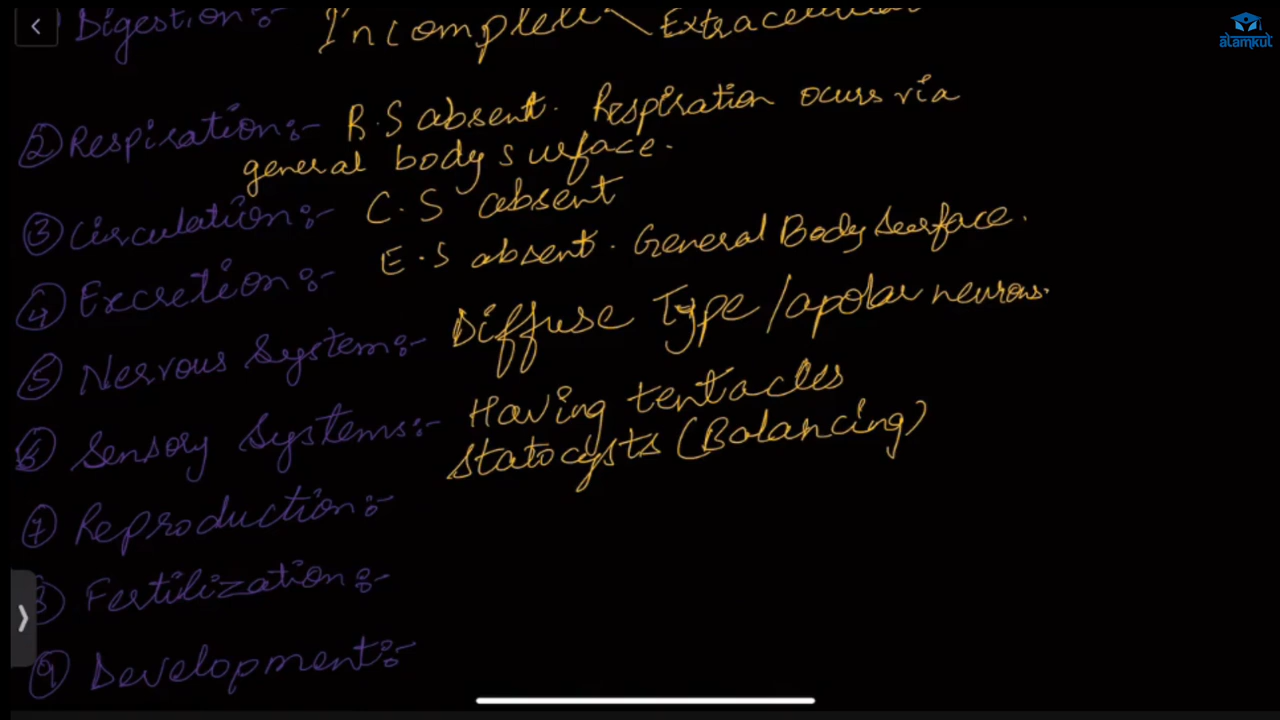 Digestion:- Incomplete Extracellular
② Respiration:- R.S absent. Respiration ocurs via
general body surface.
③ Circulation:- C.S absent
④ Excretion:- E.S absent. General Body Surface.
⑤ Nervous System:- Diffuse Type/apolar neurons.
⑥ Sensory Systems:- Having tentacles
Statocysts (Balancing)
⑦ Reproduction:-
⑧ Fertilization:-
⑨ Development:-
alamkut